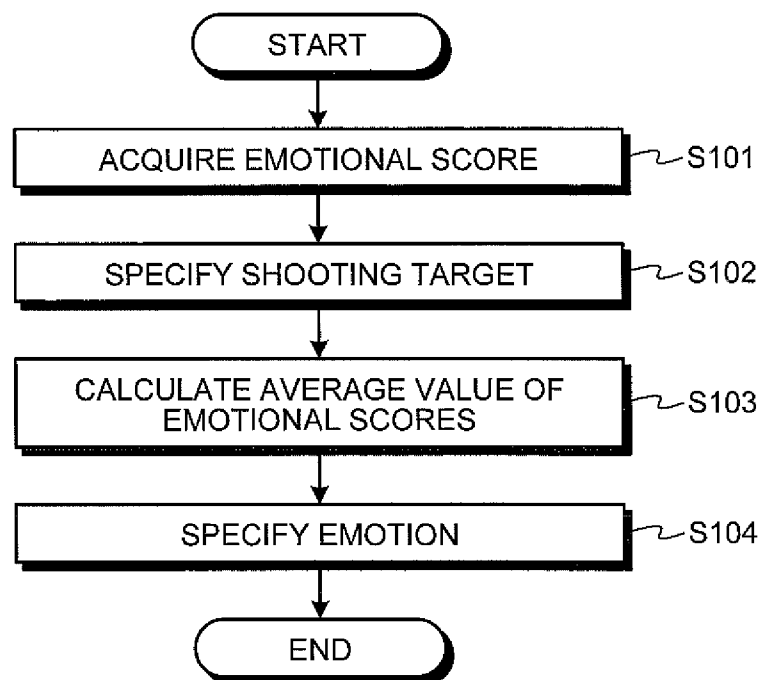 START
ACQUIRE EMOTIONAL SCORE
S101
SPECIFY SHOOTING TARGET
S102
CALCULATE AVERAGE VALUE OF
EMOTIONAL SCORES
S103
SPECIFY EMOTION
S104
END